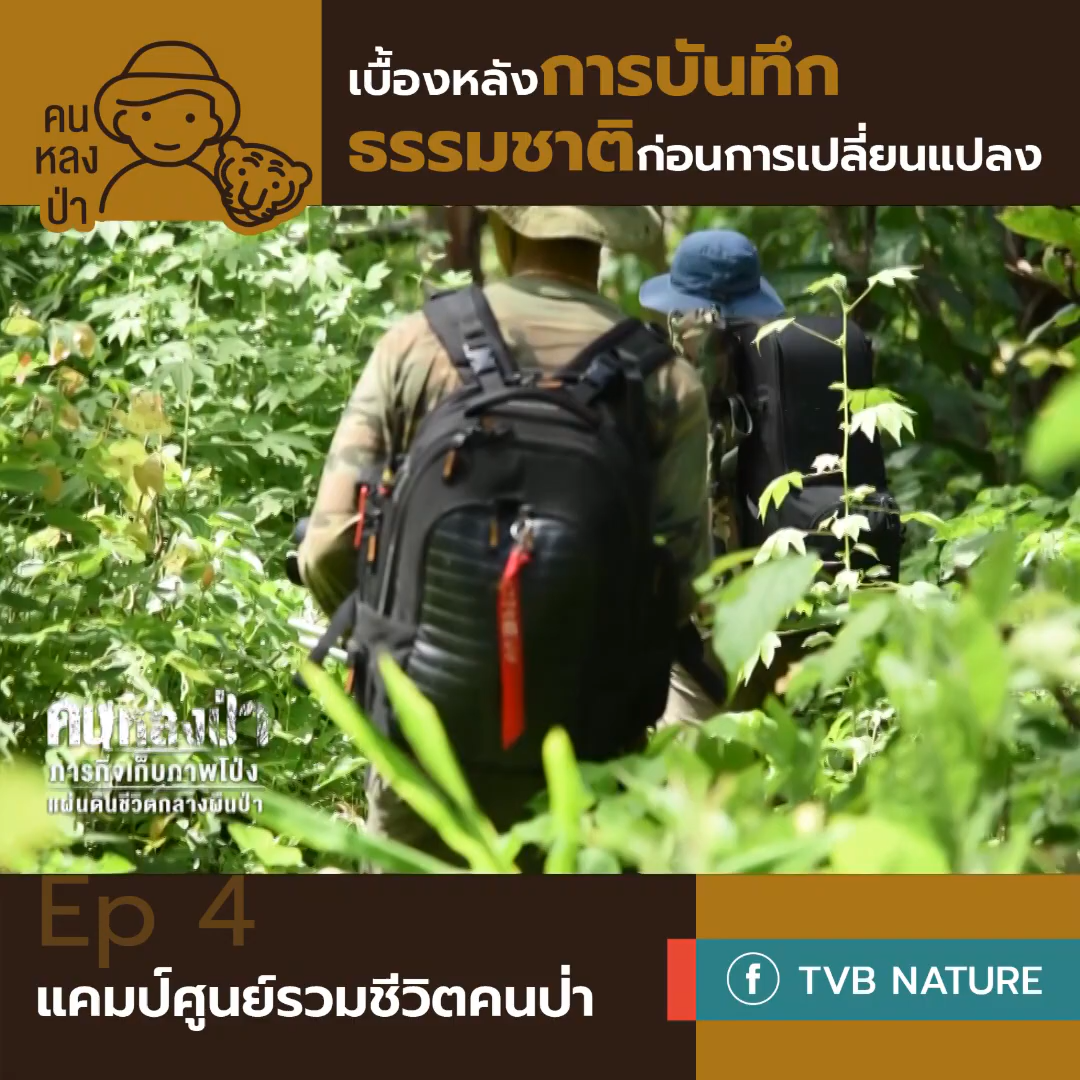 คน
หลง
ป่า
เบื้องหลังการบันทึก
ธรรมชาติก่อนการเปลี่ยนแปลง
คนหลงป่า
ภารกิจเก็บภาพโป่ง
แผ่นดินชีวิตกลางผืนป่า
Ep 4
แคมป์ศูนย์รวมชีวิตคนป่า
f TVB NATURE